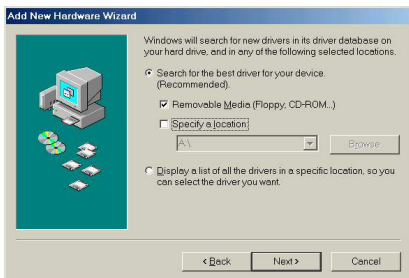 Add New Hardware Wizard
Windows will search for new drivers in its driver database on
your hard drive, and in any of the following selected locations.
Search for the best driver for your device.
(Recommended).
Removable Media (Floppy, CD-ROM...)
Specify a location:
A:\
Browse
Display a list of all the drivers in a specific location, so you
can select the driver you want.
< Back
Next >
Cancel